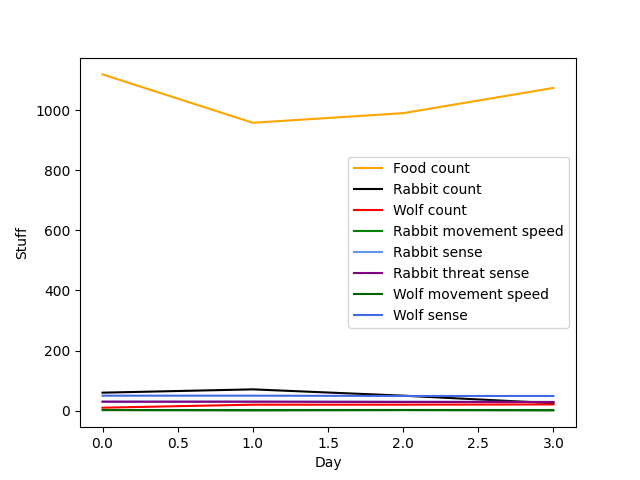 1000
800
600
400
200
0
Stuff
0.0 0.5 1.0 1.5 2.0 2.5 3.0
Day
Food count
Rabbit count
Wolf count
Rabbit movement speed
Rabbit sense
Rabbit threat sense
Wolf movement speed
Wolf sense